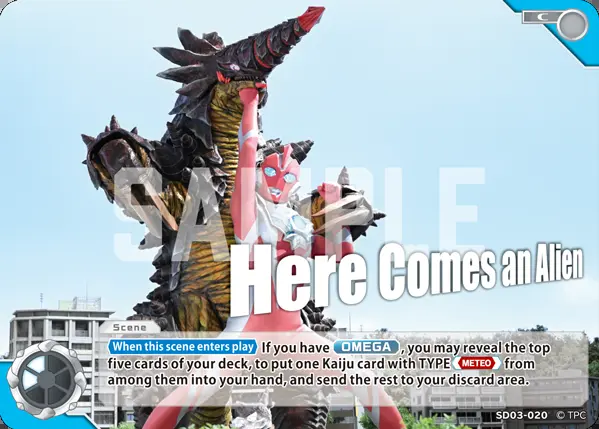 C
SAMPLE
Here Comes an Alien
Scene
When this scene enters play If you have OMEGA, you may reveal the top
five cards of your deck, to put one Kaiju card with TYPE METEO from
among them into your hand, and send the rest to your discard area.
SD03-020 © TPC